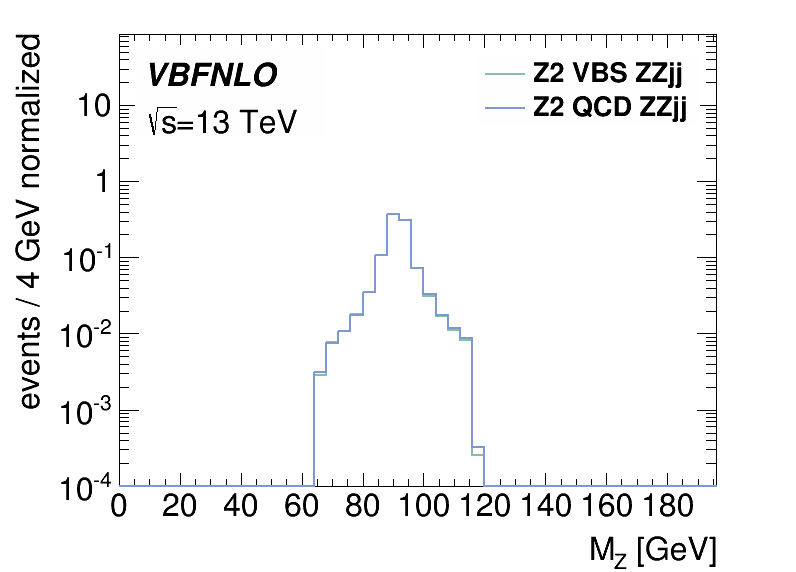 events / 4 GeV normalized
VBFNLO
√s=13 TeV
Z2 VBS ZZjj
Z2 QCD ZZjj
10
1
10⁻¹
10⁻²
10⁻³
10⁻⁴
0 20 40 60 80 100 120 140 160 180
M_Z [GeV]